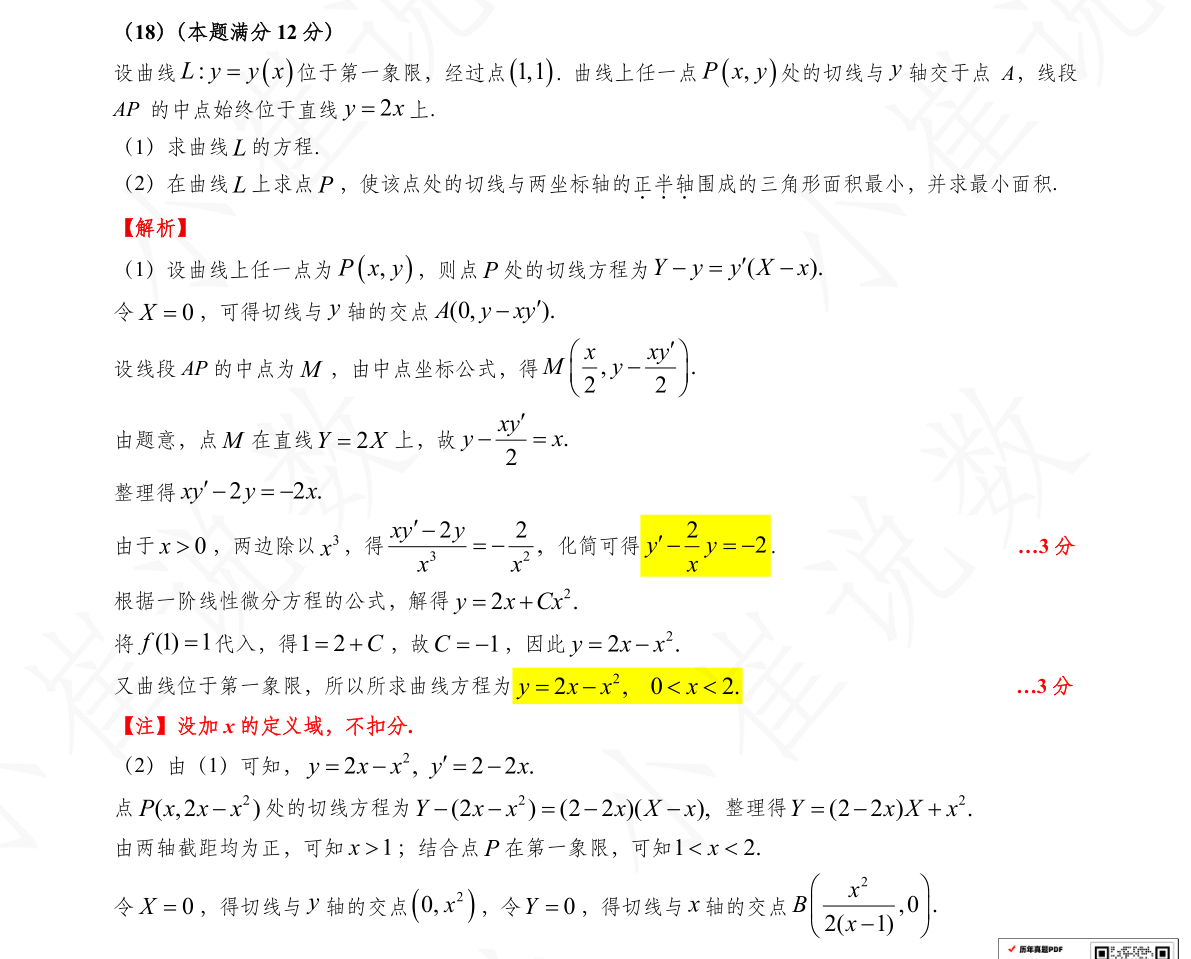 （18）（本题满分 12 分）
设曲线 L : y = y(x) 位于第一象限，经过点 (1,1)．曲线上任一点 P(x, y) 处的切线与 y 轴交于点 A，线段
AP 的中点始终位于直线 y = 2x 上．
（1）求曲线 L 的方程．
（2）在曲线 L 上求点 P，使该点处的切线与两坐标轴的正半轴围成的三角形面积最小，并求最小面积．
【解析】
（1）设曲线上任一点为 P(x, y)，则点 P 处的切线方程为 Y − y = y′(X − x).
令 X = 0，可得切线与 y 轴的交点 A(0, y − xy′).
设线段 AP 的中点为 M，由中点坐标公式，得 M(x/2, y − xy′/2).
由题意，点 M 在直线 Y = 2X 上，故 y − xy′/2 = x.
整理得 xy′ − 2y = −2x.
由于 x > 0，两边除以 x³，得 (xy′ − 2y)/x³ = − 2/x²，化简可得 y′ − (2/x) y = −2． …3 分
根据一阶线性微分方程的公式，解得 y = 2x + Cx².
将 f(1) = 1 代入，得 1 = 2 + C，故 C = −1，因此 y = 2x − x².
又曲线位于第一象限，所以所求曲线方程为 y = 2x − x², 0 < x < 2. …3 分
【注】没加 x 的定义域，不扣分．
（2）由（1）可知，y = 2x − x², y′ = 2 − 2x.
点 P(x, 2x − x²) 处的切线方程为 Y − (2x − x²) = (2 − 2x)(X − x), 整理得 Y = (2 − 2x)X + x².
由两轴截距均为正，可知 x > 1；结合点 P 在第一象限，可知 1 < x < 2.
令 X = 0，得切线与 y 轴的交点 (0, x²)，令 Y = 0，得切线与 x 轴的交点 B(x²/(2(x − 1)), 0).
历年真题PDF
小崔说数
小崔说数